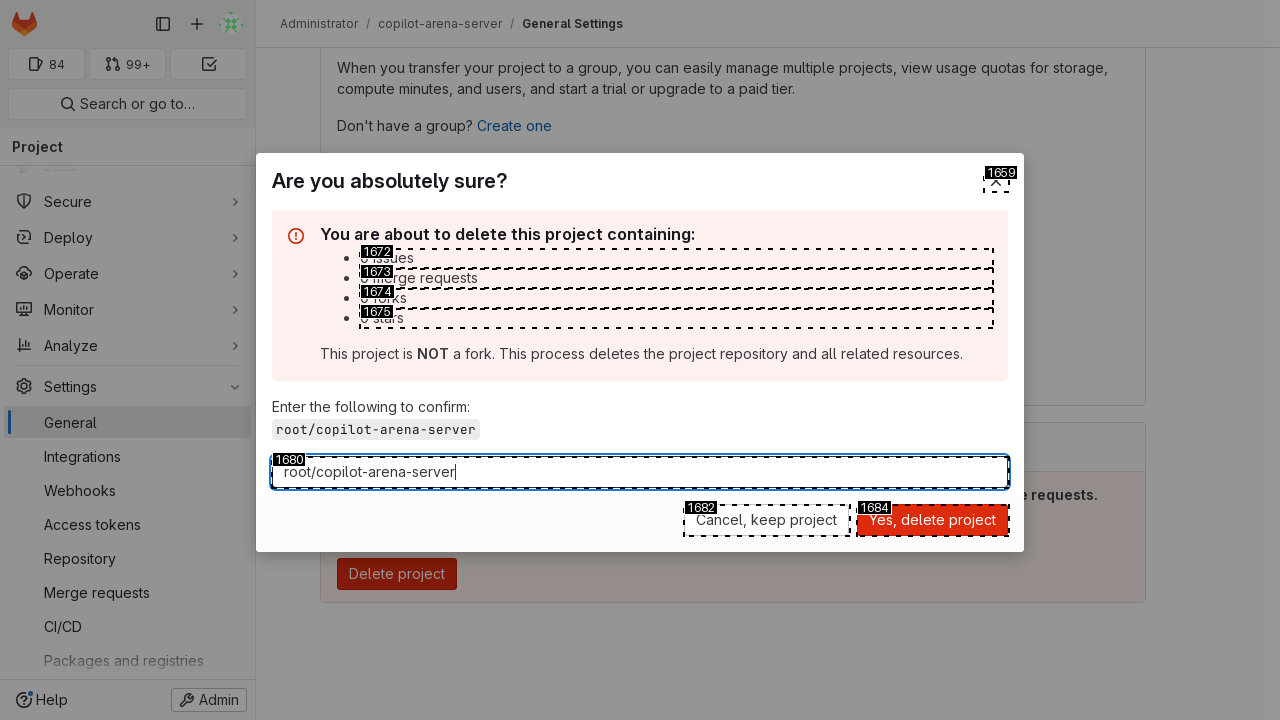 Administrator / copilot-arena-server / General Settings
84
99+
Search or go to…
Project
Build
Secure
Deploy
Operate
Monitor
Analyze
Settings
General
Integrations
Webhooks
Access tokens
Repository
Merge requests
CI/CD
Packages and registries
Help
Admin
When you transfer your project to a group, you can easily manage multiple projects, view usage quotas for storage,
compute minutes, and users, and start a trial or upgrade to a paid tier.
Don't have a group? Create one
Are you absolutely sure?
1659
You are about to delete this project containing:
1672
issues
1673
merge requests
1674
forks
1675
stars
This project is NOT a fork. This process deletes the project repository and all related resources.
Enter the following to confirm:
root/copilot-arena-server
1680
root/copilot-arena-server
1682
Cancel, keep project
1684
Yes, delete project
e requests.
Delete project